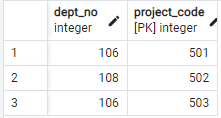 dept_no project_code
integer [PK] integer
1 106 501
2 108 502
3 106 503